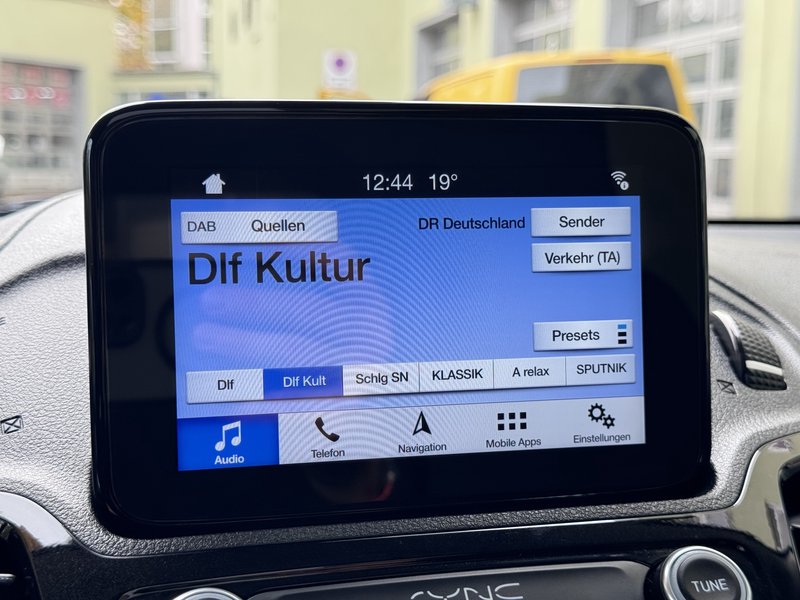 12:44 19°
DAB Quellen DR Deutschland Sender
Dlf Kultur Verkehr (TA)
Presets
Dlf Dlf Kult Schlg SN KLASSIK A relax SPUTNIK
Audio Telefon Navigation Mobile Apps Einstellungen
SYNC TUNE